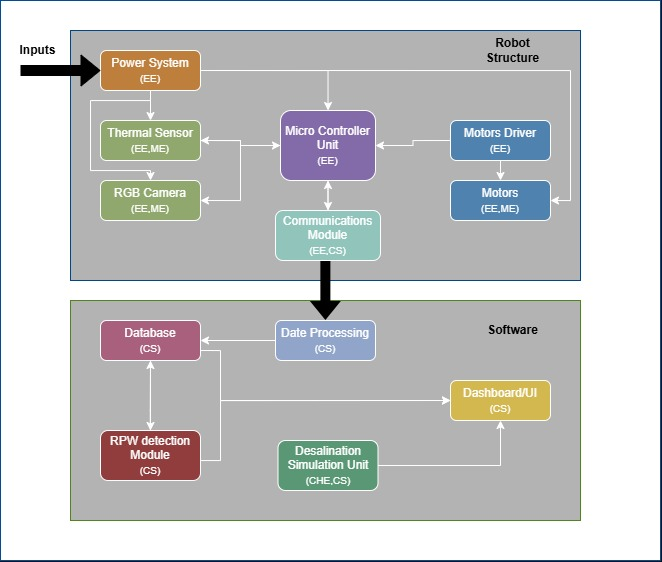 Inputs
Robot
Structure
Power System
(EE)
Thermal Sensor
(EE,ME)
RGB Camera
(EE,ME)
Micro Controller
Unit
(EE)
Motors Driver
(EE)
Motors
(EE,ME)
Communications
Module
(EE,CS)
Software
Database
(CS)
Date Processing
(CS)
Dashboard/UI
(CS)
RPW detection
Module
(CS)
Desalination
Simulation Unit
(CHE,CS)